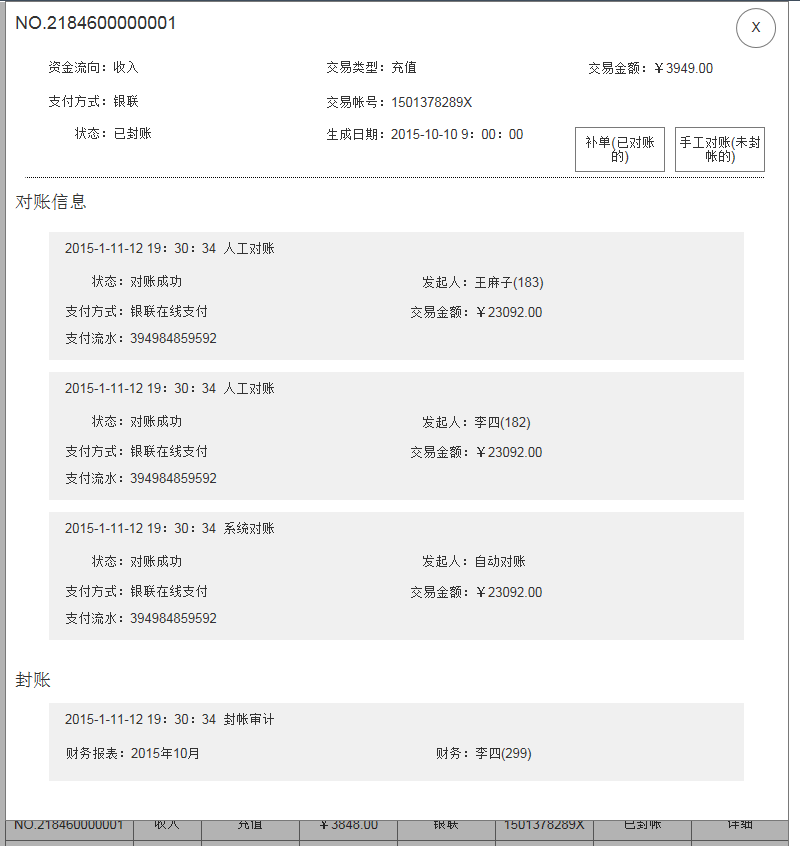 NO.2184600000001
X
资金流向：收入 交易类型：充值 交易金额：￥3949.00
支付方式：银联 交易帐号：1501378289X
状态：已封账 生成日期：2015-10-10 9：00：00
补单(已对账的)
手工对账(未封帐的)
对账信息
2015-1-11-12 19：30：34 人工对账
状态：对账成功 发起人：王麻子(183)
支付方式：银联在线支付 交易金额：￥23092.00
支付流水：394984859592
2015-1-11-12 19：30：34 人工对账
状态：对账成功 发起人：李四(182)
支付方式：银联在线支付 交易金额：￥23092.00
支付流水：394984859592
2015-1-11-12 19：30：34 系统对账
状态：对账成功 发起人：自动对账
支付方式：银联在线支付 交易金额：￥23092.00
支付流水：394984859592
封账
2015-1-11-12 19：30：34 封帐审计
财务报表：2015年10月 财务：李四(299)
NO.218460000001 收入 充值 ￥3848.00 银联 1501378289X 已封帐 详细